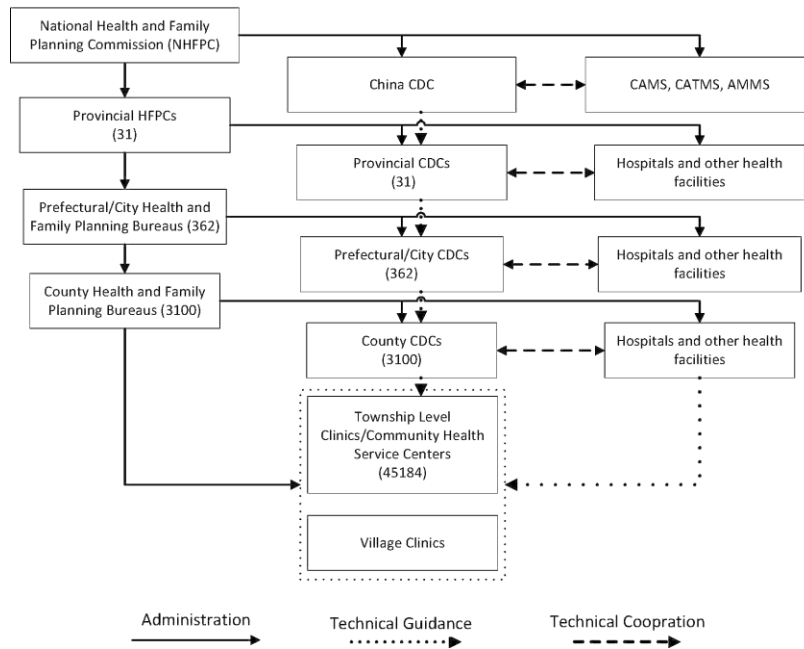 National Health and Family
Planning Commission (NHFPC)
China CDC
CAMS, CATMS, AMMS
Provincial HFPCs
(31)
Provincial CDCs
(31)
Hospitals and other health
facilities
Prefectural/City Health and
Family Planning Bureaus (362)
Prefectural/City CDCs
(362)
Hospitals and other health
facilities
County Health and Family
Planning Bureaus (3100)
County CDCs
(3100)
Hospitals and other health
facilities
Township Level
Clinics/Community Health
Service Centers
(45184)
Village Clinics
Administration
Technical Guidance
Technical Coopration